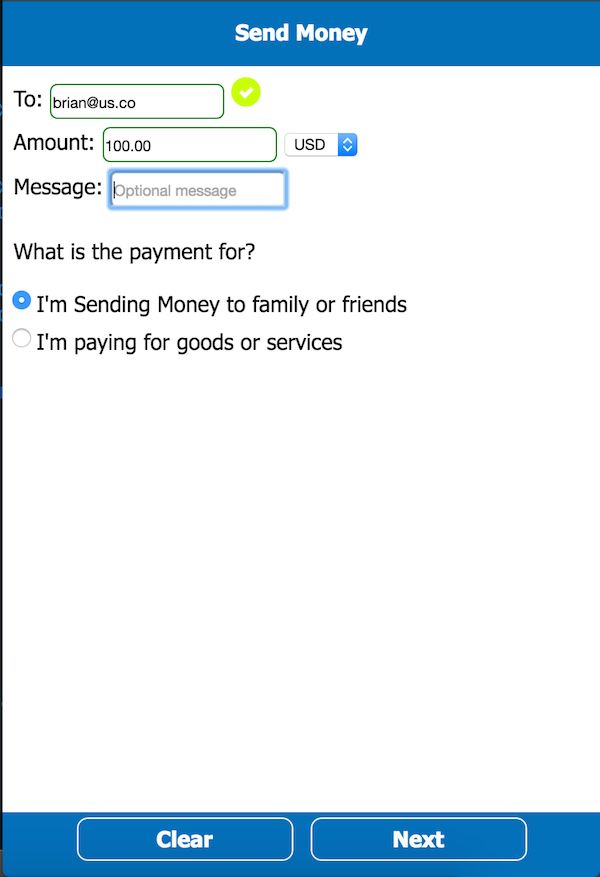 Send Money
To: brian@us.co
Amount: 100.00 USD
Message: Optional message
What is the payment for?
I'm Sending Money to family or friends
I'm paying for goods or services
Clear Next